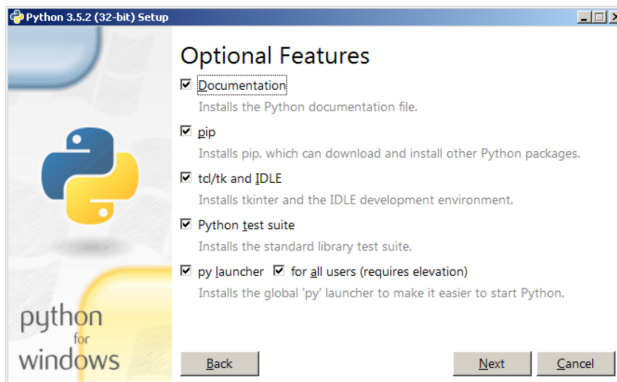 Python 3.5.2 (32-bit) Setup
Optional Features
Documentation
Installs the Python documentation file.
pip
Installs pip, which can download and install other Python packages.
tcl/tk and IDLE
Installs tkinter and the IDLE development environment.
Python test suite
Installs the standard library test suite.
py launcher for all users (requires elevation)
Installs the global 'py' launcher to make it easier to start Python.
python
for
windows
Back Next Cancel